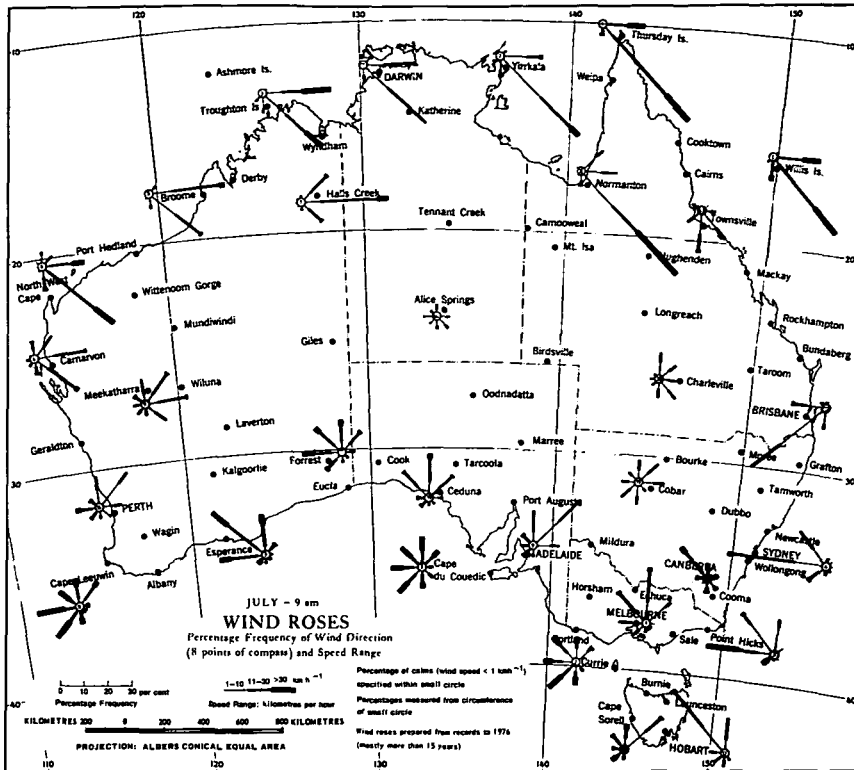 120
130
140
150
10
10
Thursday Is.
Ashmore Is.
DARWIN
Yirrkala
Weipa
Troughton Is
Katherine
Wyndham
Cooktown
Derby
Willis Is.
Broome
Halls Creek
Normanton
Cairns
Tennant Creek
Camooweal
Townsville
Port Hedland
Mt. Isa
20
20
North West
Cape
Hughenden
Mackay
Wittenoom Gorge
Alice Springs
Mundiwindi
Longreach
Rockhampton
Giles
Carnarvon
Birdsville
Bundaberg
Meekatharra
Wiluna
Charleville
Taroom
Oodnadatta
BRISBANE
Laverton
Geraldton
Marree
Forrest
Cook
Tarcoola
Bourke
Moree
Grafton
Kalgoorlie
30
30
Eucla
Ceduna
Cobar
Tamworth
PERTH
Port Augusta
Dubbo
Wagin
Newcastle
Esperance
Mildura
ADELAIDE
SYDNEY
Wollongong
CANBERRA
Cape Leeuwin
Albany
Cape
du Couedic
Horsham
Echuca
Cooma
MELBOURNE
JULY - 9 am
WIND ROSES
Percentage Frequency of Wind Direction
(8 points of compass) and Speed Range
Portland
Sale
Point Hicks
Currie
1-10 11-30 >30 km h⁻¹
Percentage of calms (wind speed < 1 km h⁻¹)
specified within small circle
0 10 20 30 per cent
Percentage Frequency
Speed Range: kilometres per hour
Percentages measured from circumference
of small circle
Burnie
Launceston
40
40
Cape
Sorell
KILOMETRES 200 0 200 400 600 800 KILOMETRES
Wind roses prepared from records to 1976
(mostly more than 15 years)
HOBART
PROJECTION: ALBERS CONICAL EQUAL AREA
110
120
130
140
150